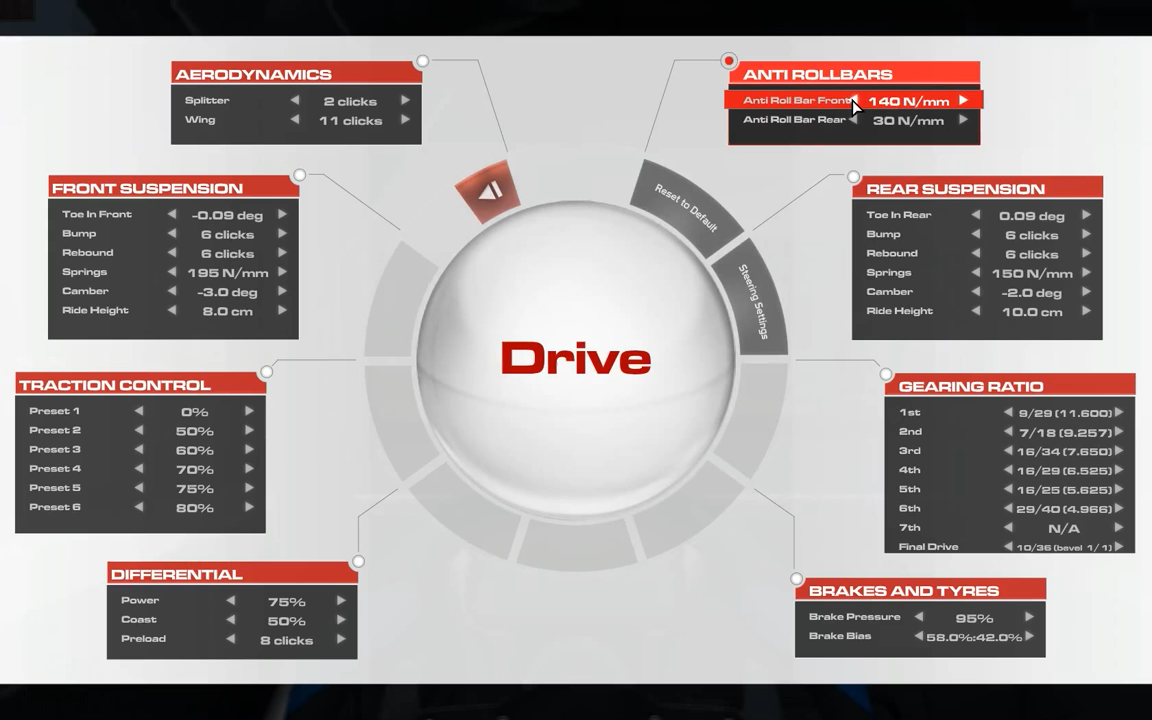 AERODYNAMICS
Splitter 2 clicks
Wing 11 clicks
ANTI ROLLBARS
Anti Roll Bar Front 140 N/mm
Anti Roll Bar Rear 30 N/mm
FRONT SUSPENSION
Toe In Front -0.09 deg
Bump 6 clicks
Rebound 6 clicks
Springs 195 N/mm
Camber -3.0 deg
Ride Height 8.0 cm
Reset to Default
Steering Settings
REAR SUSPENSION
Toe In Rear 0.09 deg
Bump 6 clicks
Rebound 6 clicks
Springs 150 N/mm
Camber -2.0 deg
Ride Height 10.0 cm
Drive
TRACTION CONTROL
Preset 1 0%
Preset 2 50%
Preset 3 60%
Preset 4 70%
Preset 5 75%
Preset 6 80%
GEARING RATIO
1st 9/29 (11.600)
2nd 7/18 (9.257)
3rd 16/34 (7.650)
4th 16/29 (6.525)
5th 16/25 (5.625)
6th 29/40 (4.966)
7th N/A
Final Drive 10/36 (bevel 1/1)
DIFFERENTIAL
Power 75%
Coast 50%
Preload 8 clicks
BRAKES AND TYRES
Brake Pressure 95%
Brake Bias 58.0%:42.0%